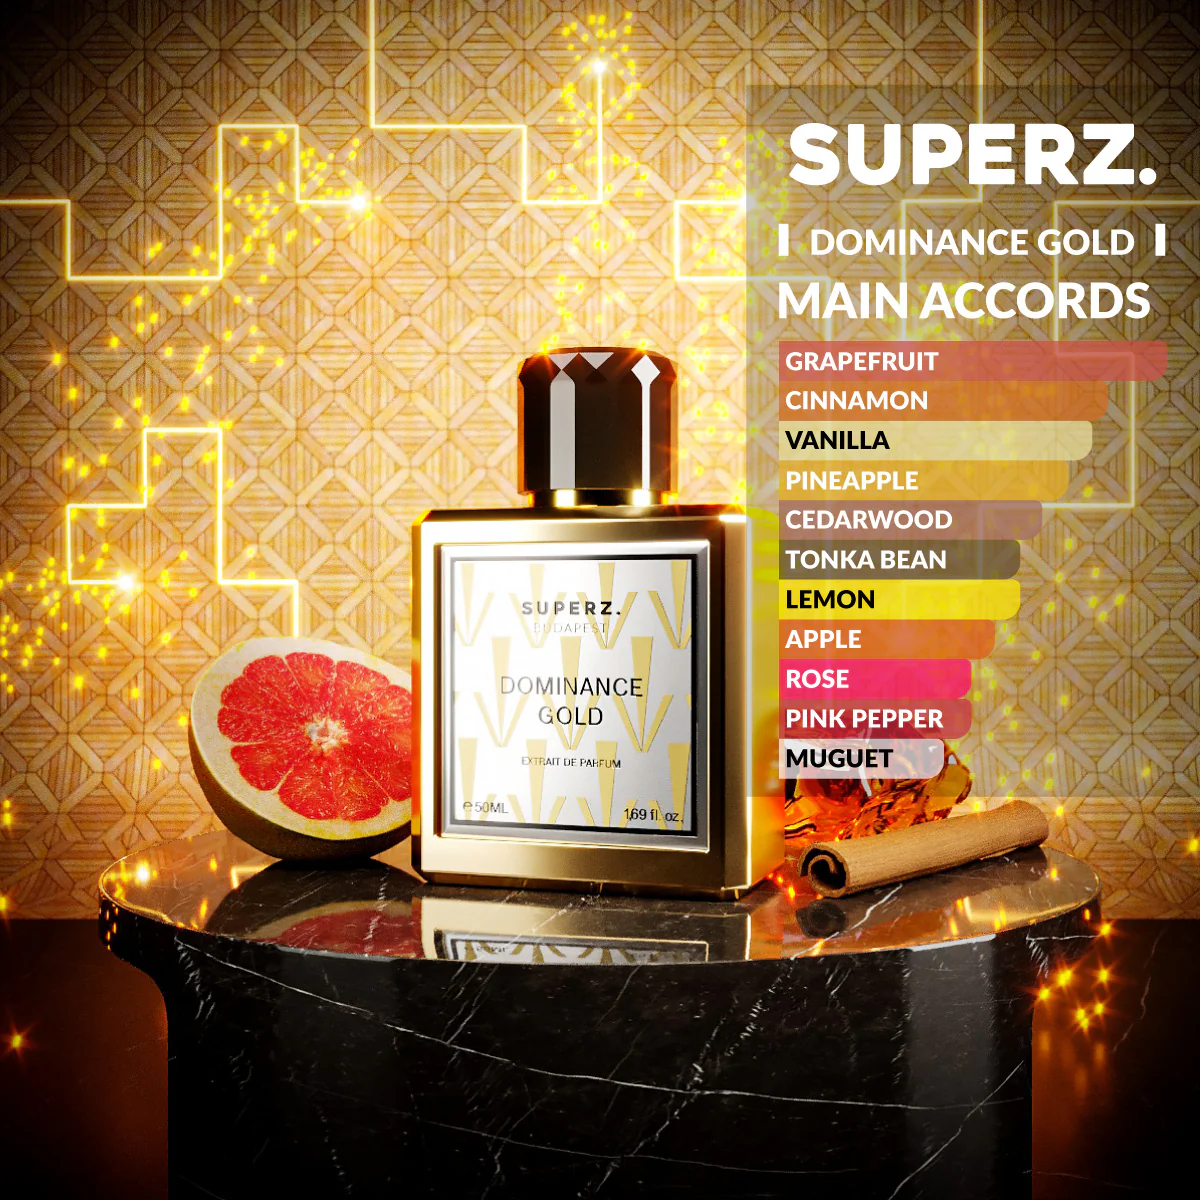 SUPERZ.
DOMINANCE GOLD
MAIN ACCORDS
GRAPEFRUIT
CINNAMON
VANILLA
PINEAPPLE
CEDARWOOD
TONKA BEAN
LEMON
APPLE
ROSE
PINK PEPPER
MUGUET
SUPERZ.
BUDAPEST
DOMINANCE
GOLD
EXTRAIT DE PARFUM
e 50ML
1.69 fl. oz.